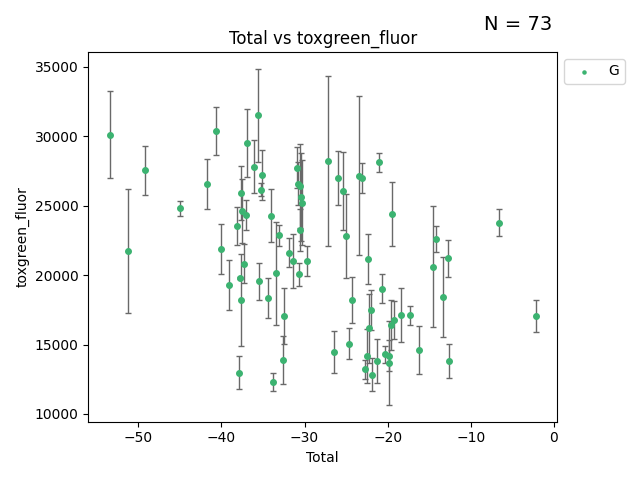 N = 73
Total vs toxgreen_fluor
G
toxgreen_fluor
35000
30000
25000
20000
15000
10000
−50 −40 −30 −20 −10 0
Total